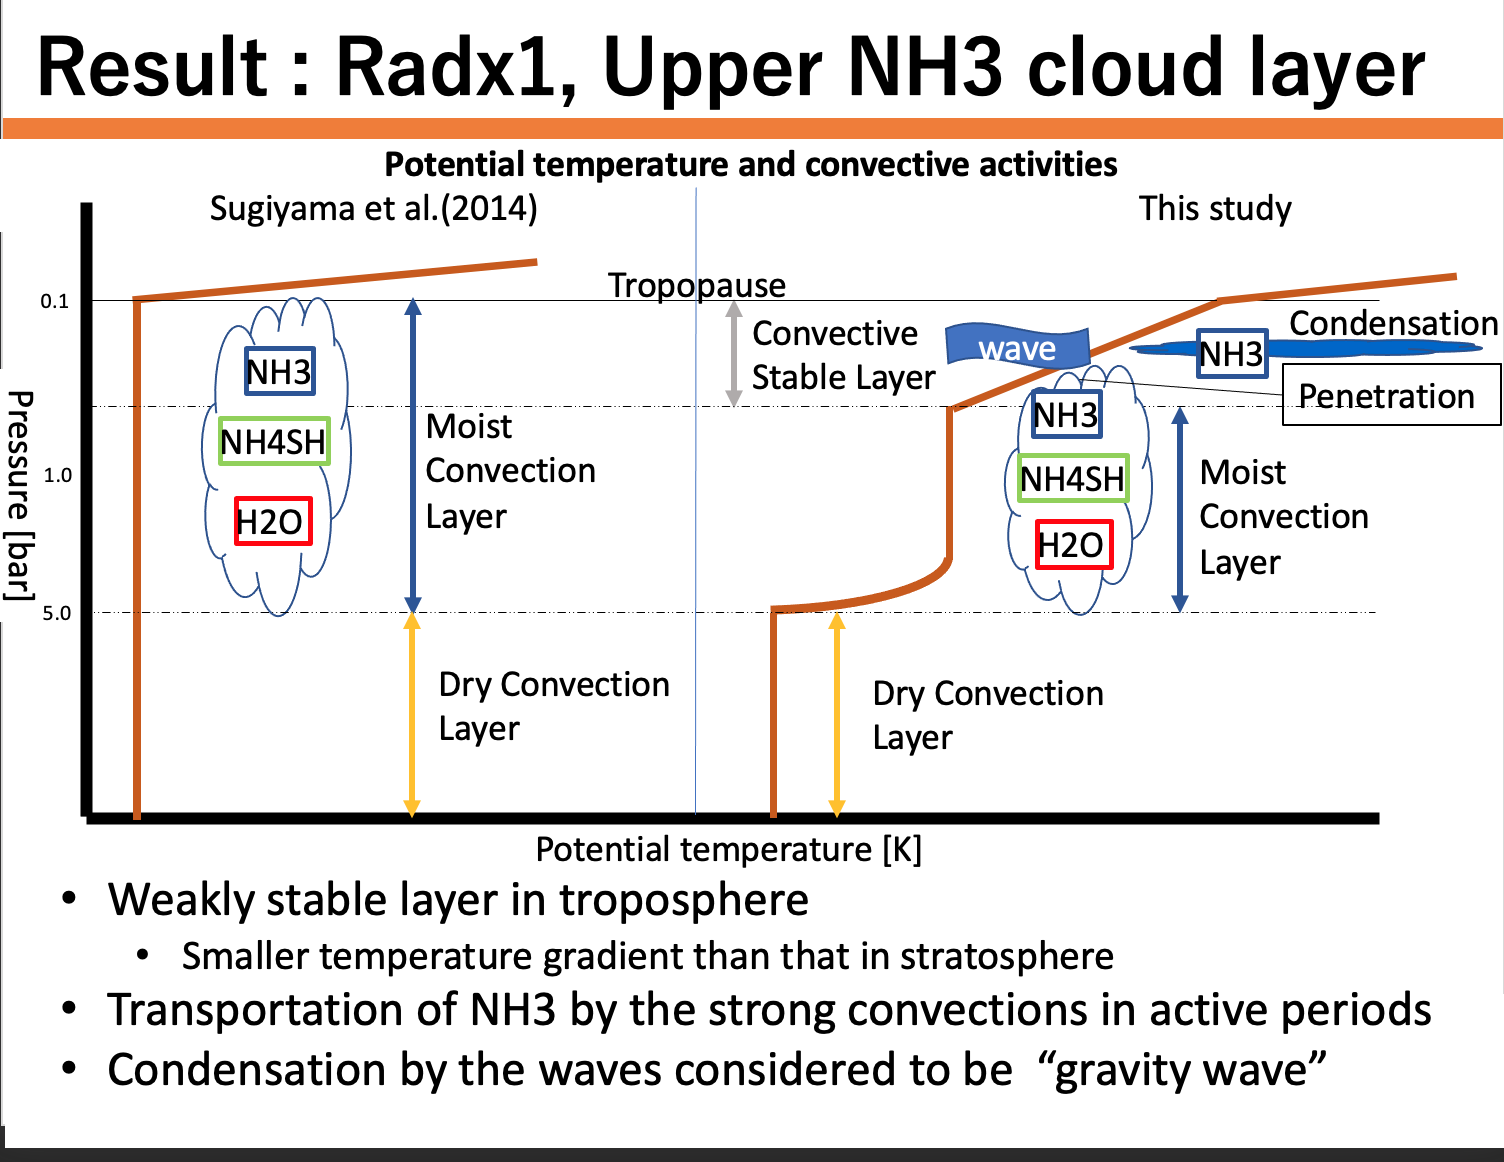 Result : Radx1, Upper NH3 cloud layer
Potential temperature and convective activities
Sugiyama et al.(2014)
This study
Tropopause
0.1
Convective
Stable Layer
wave
Condensation
NH3
Penetration
NH3
NH4SH
H2O
Moist
Convection
Layer
NH3
NH4SH
H2O
Moist
Convection
Layer
Pressure [bar]
1.0
5.0
Dry Convection
Layer
Dry Convection
Layer
Potential temperature [K]
• Weakly stable layer in troposphere
• Smaller temperature gradient than that in stratosphere
• Transportation of NH3 by the strong convections in active periods
• Condensation by the waves considered to be “gravity wave”